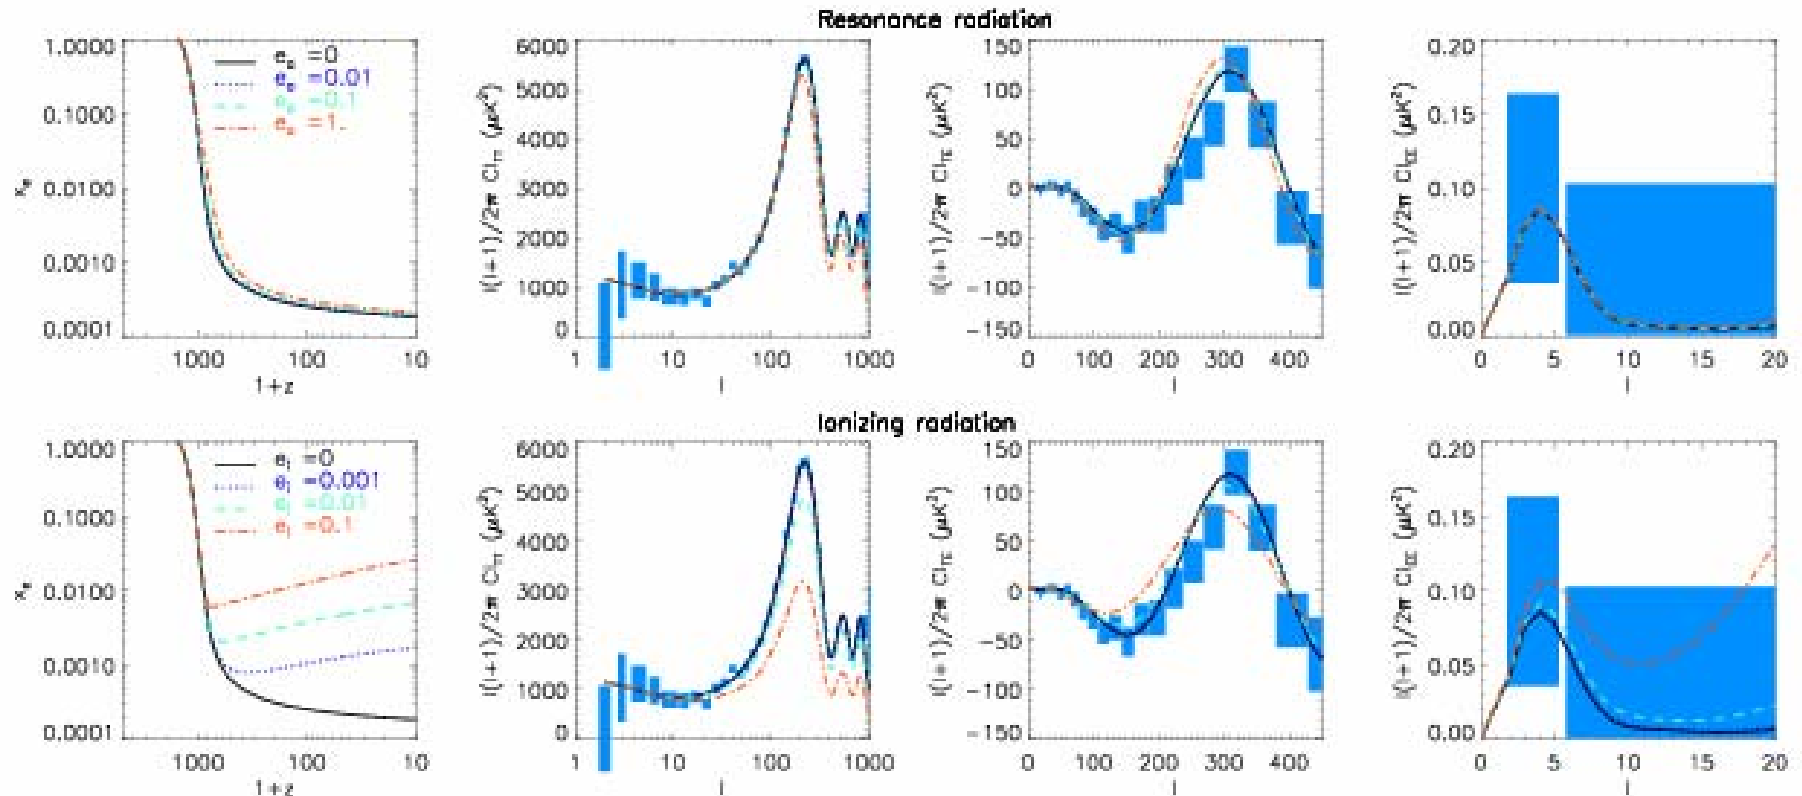 Resonance radiation
1.0000
0.1000
0.0100
0.0010
0.0001
x_e
1000 100 10
1+z
e_α =0
e_α =0.01
e_α =0.1
e_α =1.
6000
5000
4000
3000
2000
1000
0
l(l+1)/2π Cl_TT (μK²)
1 10 100 1000
l
150
100
50
0
−50
−100
−150
l(l+1)/2π Cl_TE (μK²)
0 100 200 300 400
l
0.20
0.15
0.10
0.05
0.00
l(l+1)/2π Cl_EE (μK²)
0 5 10 15 20
l
Ionizing radiation
1.0000
0.1000
0.0100
0.0010
0.0001
x_e
1000 100 10
1+z
e_i =0
e_i =0.001
e_i =0.01
e_i =0.1
6000
5000
4000
3000
2000
1000
0
l(l+1)/2π Cl_TT (μK²)
1 10 100 1000
l
150
100
50
0
−50
−100
−150
l(l+1)/2π Cl_TE (μK²)
0 100 200 300 400
l
0.20
0.15
0.10
0.05
0.00
l(l+1)/2π Cl_EE (μK²)
0 5 10 15 20
l